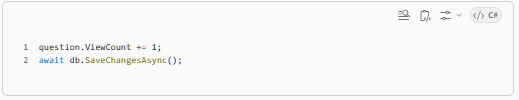 </> C#
1 question.ViewCount += 1;
2 await db.SaveChangesAsync();